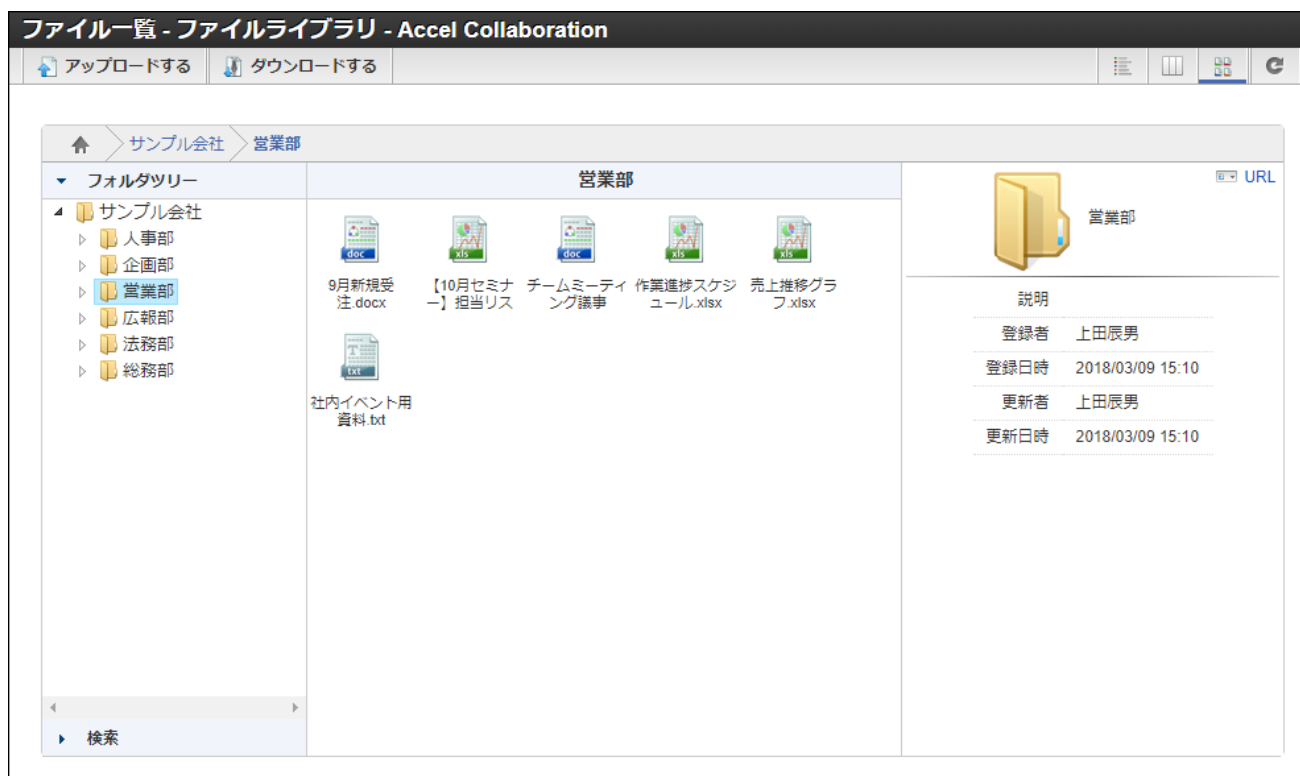 ファイル一覧 - ファイルライブラリ - Accel Collaboration
アップロードする ダウンロードする
サンプル会社 営業部
フォルダツリー
サンプル会社
人事部
企画部
営業部
広報部
法務部
総務部
検索
営業部
doc xls doc xls xls
9月新規受 【10月セミナ チームミーティ 作業進捗スケジ 売上推移グラ
注.docx ー】担当リス ング議事 ュール.xlsx フ.xlsx
txt
社内イベント用
資料.txt
URL
営業部
説明
登録者 上田辰男
登録日時 2018/03/09 15:10
更新者 上田辰男
更新日時 2018/03/09 15:10